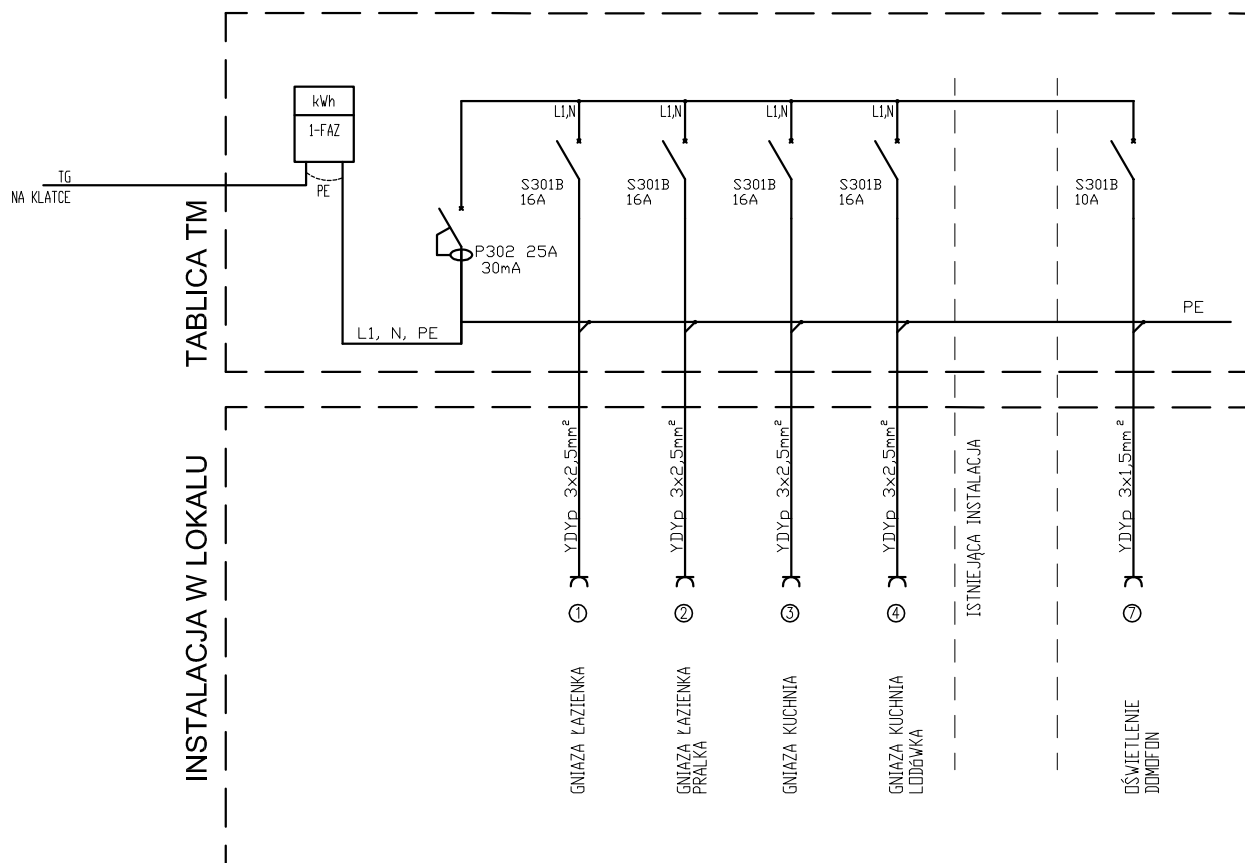 kWh
1-FAZ
TG
NA KLATCE
PE
L1,N
L1,N
L1,N
L1,N
S301B
16A
S301B
16A
S301B
16A
S301B
16A
S301B
10A
P302 25A
30mA
L1, N, PE
PE
TABLICA TM
INSTALACJA W LOKALU
YDYp 3x2,5mm²
YDYp 3x2,5mm²
YDYp 3x2,5mm²
YDYp 3x2,5mm²
ISTNIEJĄCA INSTALACJA
YDYp 3x1,5mm²
1
2
3
4
7
GNIAZA ŁAZIENKA
GNIAZA ŁAZIENKA
PRALKA
GNIAZA KUCHNIA
GNIAZA KUCHNIA
LODÓWKA
OŚWIETLENIE
DOMOFON